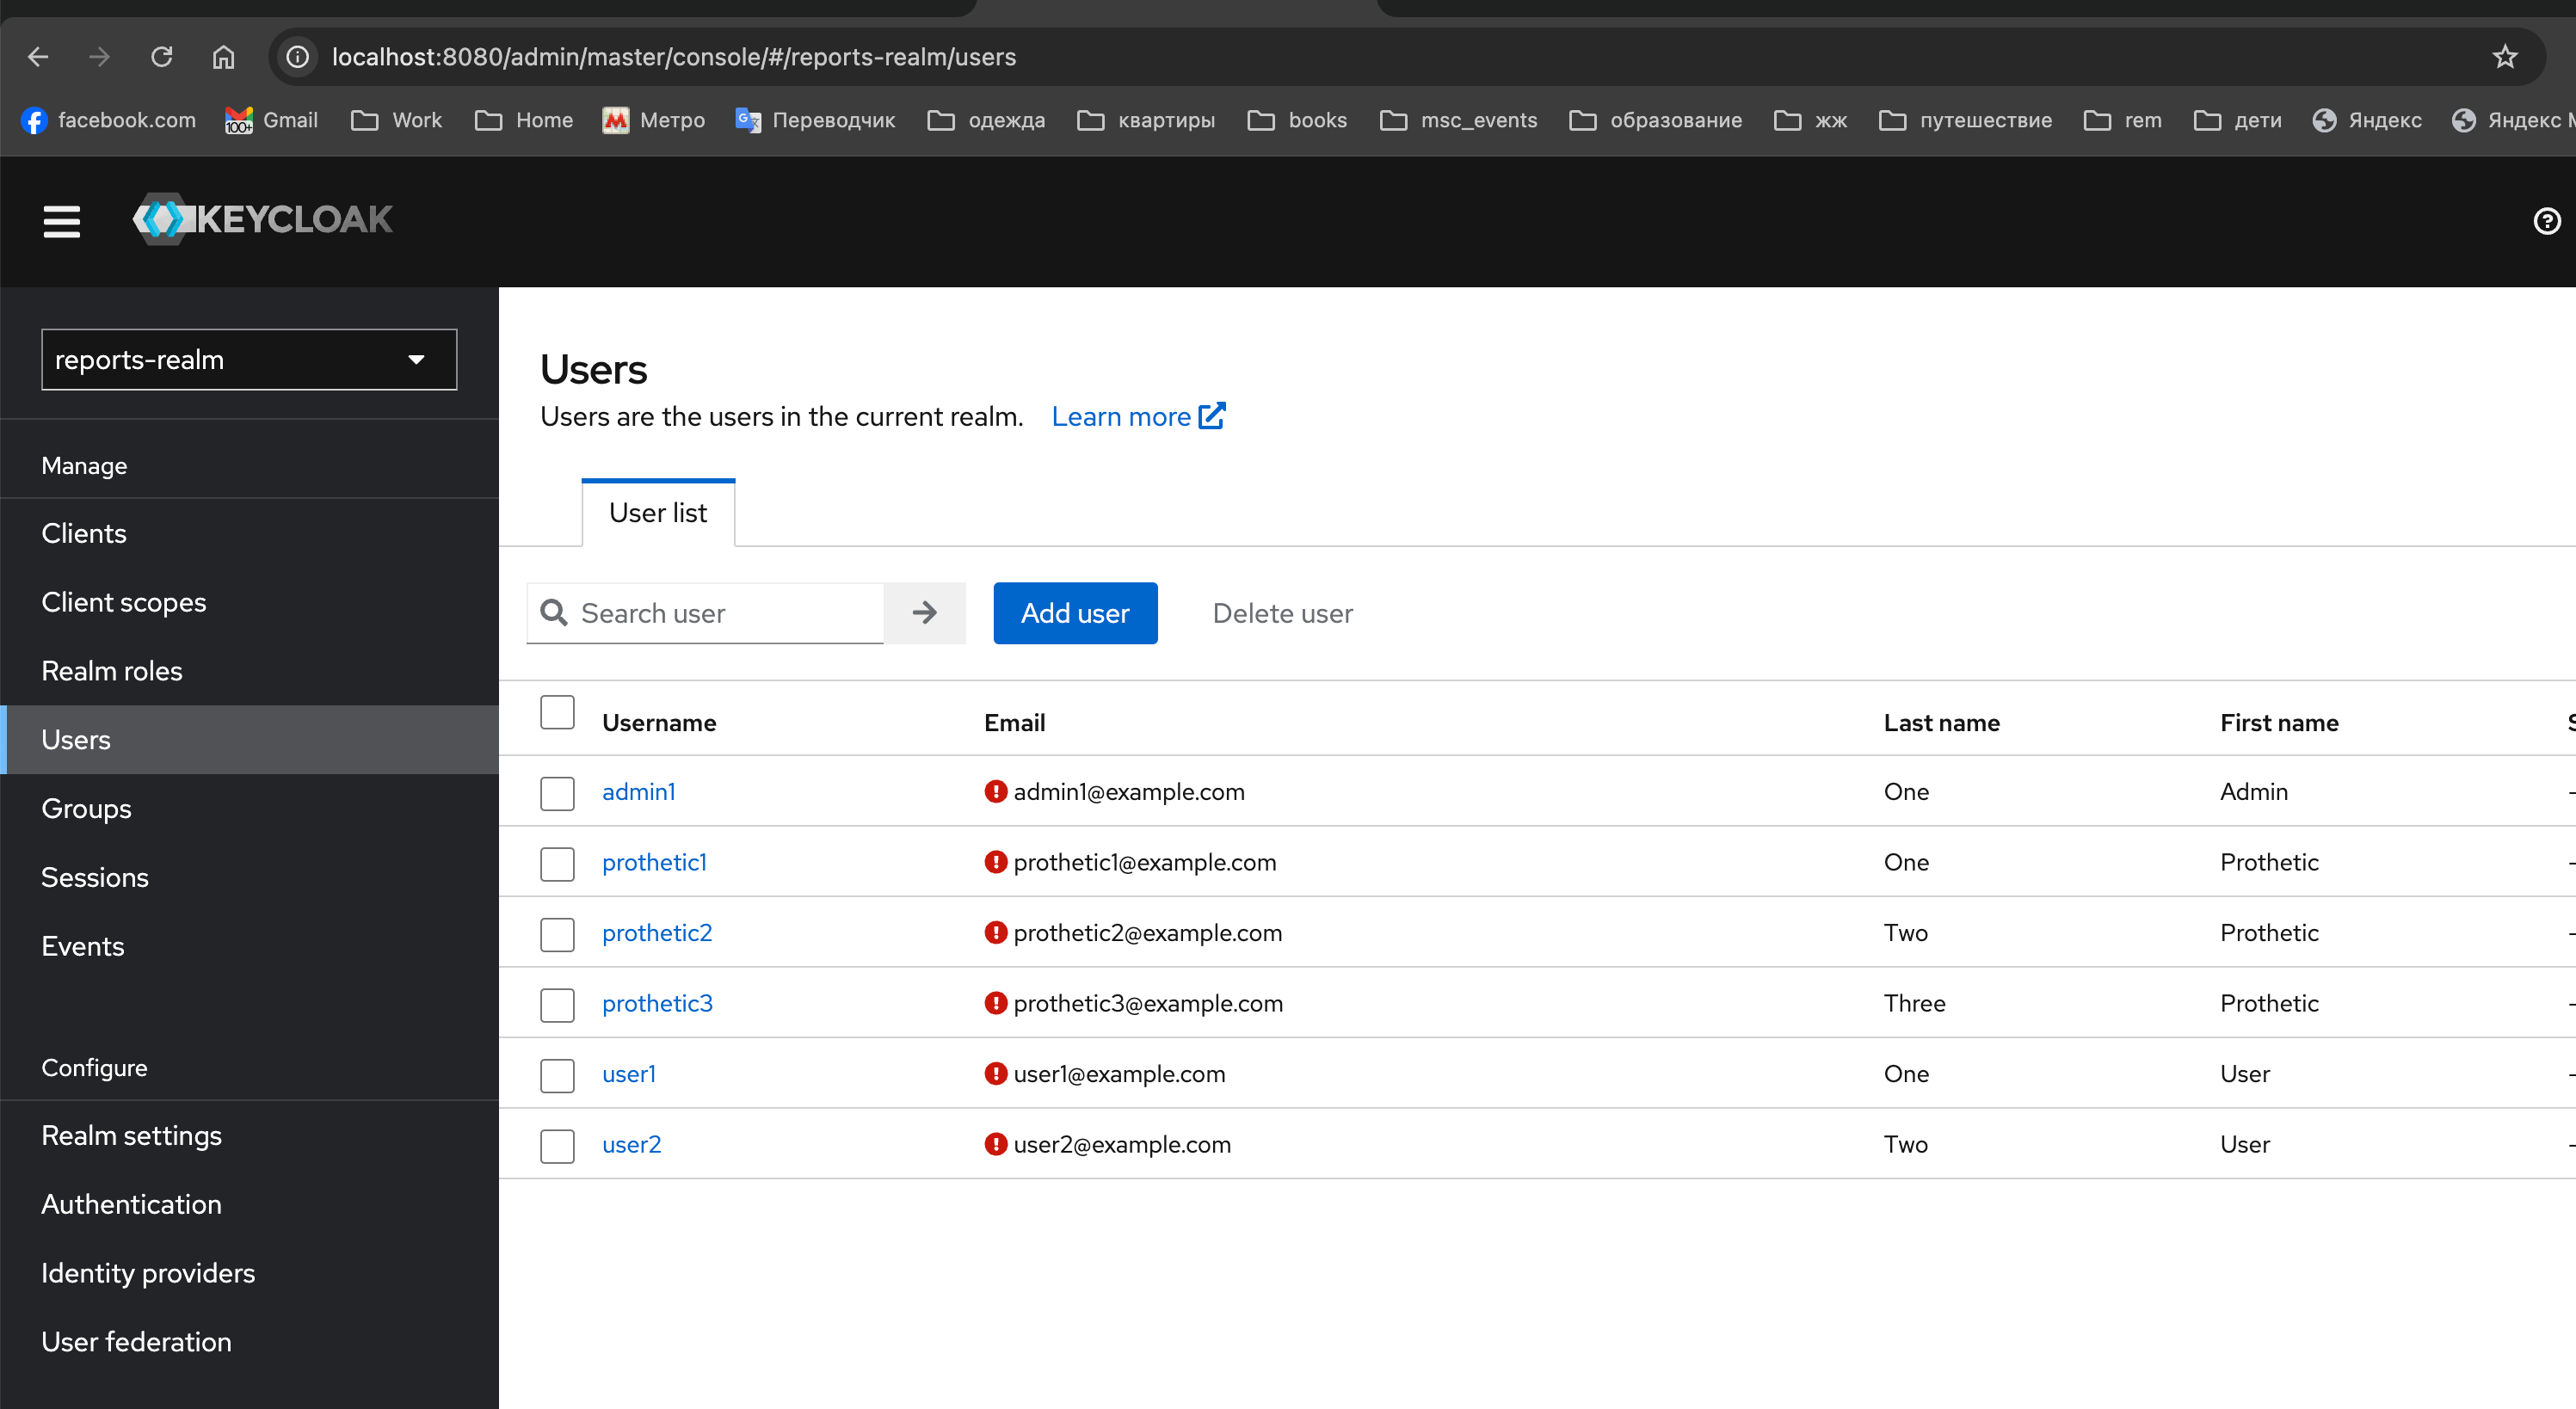 localhost:8080/admin/master/console/#/reports-realm/users
facebook.com 100+ Gmail Work Home Метро Переводчик одежда квартиры books msc_events образование жж путешествие rem дети Яндекс Яндекс
KEYCLOAK
reports-realm
Manage
Clients
Client scopes
Realm roles
Users
Groups
Sessions
Events
Configure
Realm settings
Authentication
Identity providers
User federation
Users
Users are the users in the current realm. Learn more
User list
Search user Add user Delete user
Username Email Last name First name
admin1 admin1@example.com One Admin
prothetic1 prothetic1@example.com One Prothetic
prothetic2 prothetic2@example.com Two Prothetic
prothetic3 prothetic3@example.com Three Prothetic
user1 user1@example.com One User
user2 user2@example.com Two User